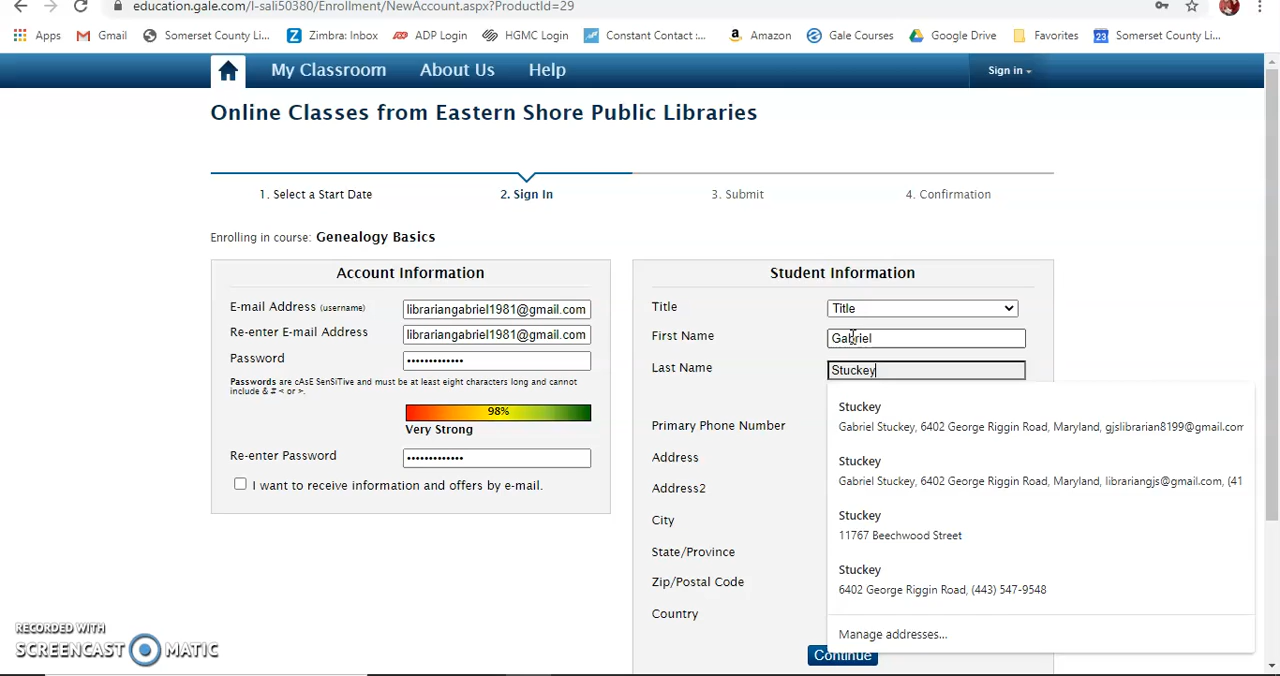 education.gale.com/l-sali50380/Enrollment/NewAccount.aspx?ProductId=29
Apps
Gmail
Somerset County Li...
Zimbra: Inbox
ADP Login
HGMC Login
Constant Contact :...
Amazon
Gale Courses
Google Drive
Favorites
23
Somerset County Li...
My Classroom
About Us
Help
Sign in
Online Classes from Eastern Shore Public Libraries
1. Select a Start Date
2. Sign In
3. Submit
4. Confirmation
Enrolling in course: Genealogy Basics
Account Information
E-mail Address (username)
librariangabriel1981@gmail.com
Re-enter E-mail Address
librariangabriel1981@gmail.com
Password
•••••••••••••
Passwords are cAsE SenSiTive and must be at least eight characters long and cannot
include & # < or >.
98%
Very Strong
Re-enter Password
•••••••••••••
I want to receive information and offers by e-mail.
Student Information
Title
Title
First Name
Gabriel
Last Name
Stuckey
Primary Phone Number
Address
Address2
City
State/Province
Zip/Postal Code
Country
Stuckey
Gabriel Stuckey, 6402 George Riggin Road, Maryland, gjslibrarian8199@gmail.com
Stuckey
Gabriel Stuckey, 6402 George Riggin Road, Maryland, librariangjs@gmail.com, (41
Stuckey
11767 Beechwood Street
Stuckey
6402 George Riggin Road, (443) 547-9548
Manage addresses...
Continue
RECORDED WITH
SCREENCAST MATIC